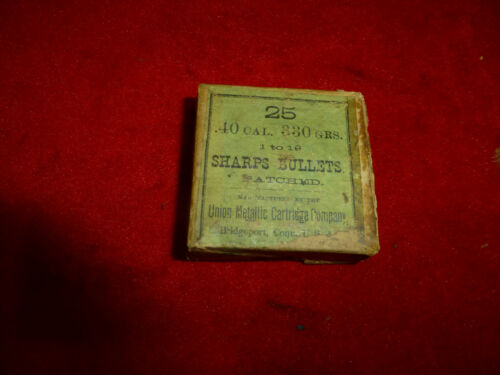 25
.40 CAL. 330 GRS.
1 to 18
SHARPS BULLETS.
PATCHED.
MANUFACTURED BY THE
Union Metallic Cartridge Company
Bridgeport, Conn. U.S.A.